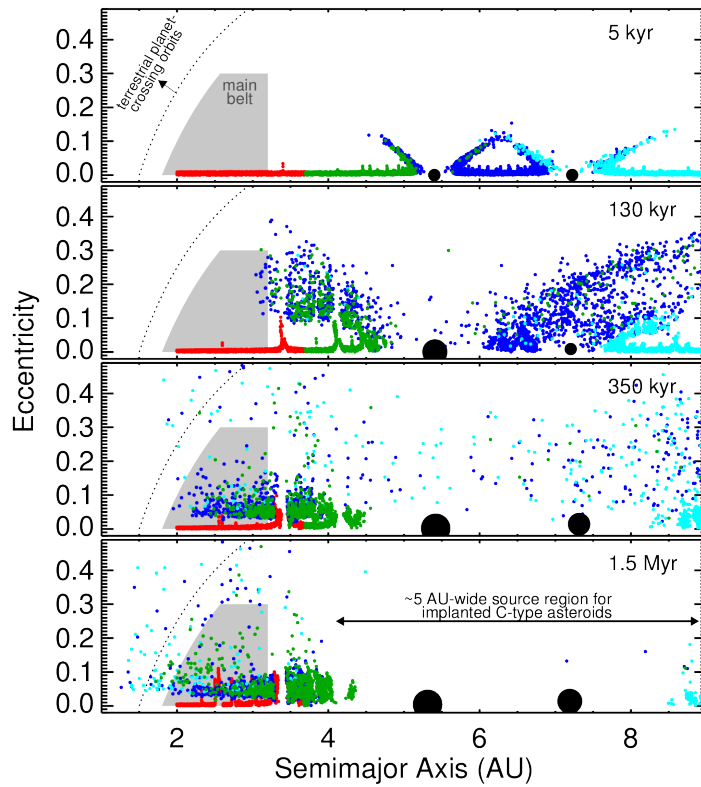 0.5
0.4
0.3
0.2
0.1
0.0
5 kyr
terrestrial planet-
crossing orbits
main
belt
0.4
0.3
0.2
0.1
0.0
130 kyr
0.4
0.3
0.2
0.1
0.0
350 kyr
0.4
0.3
0.2
0.1
0.0
1.5 Myr
~5 AU-wide source region for
implanted C-type asteroids
Eccentricity
2 4 6 8
Semimajor Axis (AU)